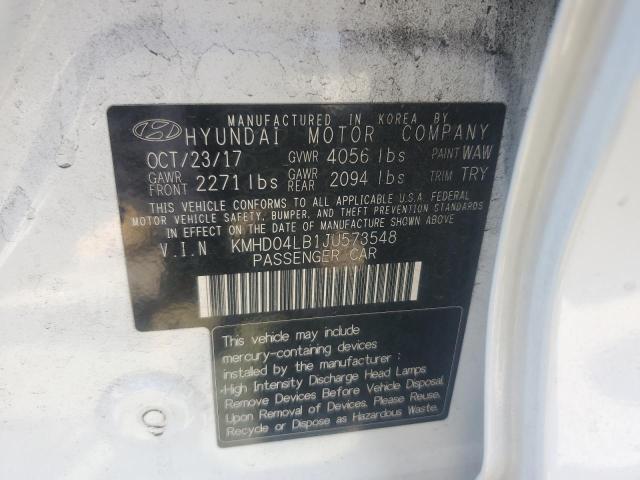 MANUFACTURED IN KOREA BY
HYUNDAI MOTOR COMPANY
OCT/23/17 GVWR 4056 lbs PAINT WAW
GAWR FRONT 2271 lbs GAWR REAR 2094 lbs TRIM TRY
THIS VEHICLE CONFORMS TO ALL APPLICABLE U.S.A. FEDERAL
MOTOR VEHICLE SAFETY, BUMPER, AND THEFT PREVENTION STANDARDS
IN EFFECT ON THE DATE OF MANUFACTURE SHOWN ABOVE
V.I.N KMHD04LB1JU573548
PASSENGER CAR
This vehicle may include
mercury-containing devices
installed by the manufacturer :
-High Intensity Discharge Head Lamps
Remove Devices Before Vehicle Disposal.
Upon Removal of Devices, Please Reuse,
Recycle or Dispose as Hazardous Waste.